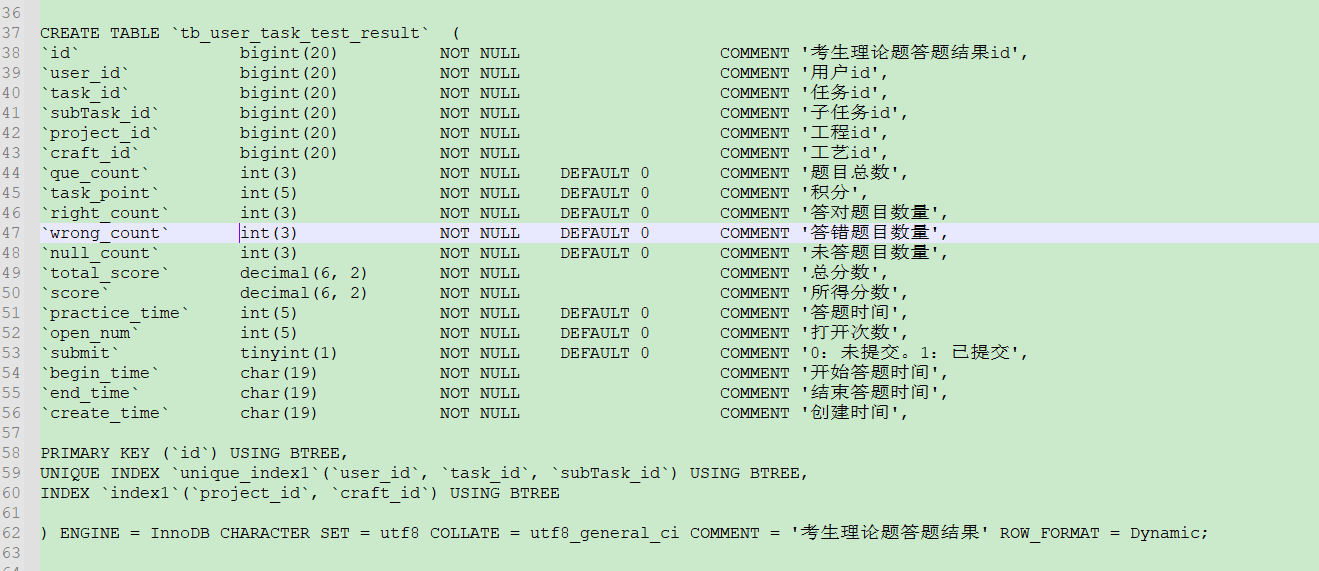 36
37 CREATE TABLE `tb_user_task_test_result`  (
38 `id` bigint(20) NOT NULL COMMENT '考生理论题答题结果id',
39 `user_id` bigint(20) NOT NULL COMMENT '用户id',
40 `task_id` bigint(20) NOT NULL COMMENT '任务id',
41 `subTask_id` bigint(20) NOT NULL COMMENT '子任务id',
42 `project_id` bigint(20) NOT NULL COMMENT '工程id',
43 `craft_id` bigint(20) NOT NULL COMMENT '工艺id',
44 `que_count` int(3) NOT NULL DEFAULT 0 COMMENT '题目总数',
45 `task_point` int(5) NOT NULL DEFAULT 0 COMMENT '积分',
46 `right_count` int(3) NOT NULL DEFAULT 0 COMMENT '答对题目数量',
47 `wrong_count` int(3) NOT NULL DEFAULT 0 COMMENT '答错题目数量',
48 `null_count` int(3) NOT NULL DEFAULT 0 COMMENT '未答题目数量',
49 `total_score` decimal(6, 2) NOT NULL COMMENT '总分数',
50 `score` decimal(6, 2) NOT NULL COMMENT '所得分数',
51 `practice_time` int(5) NOT NULL DEFAULT 0 COMMENT '答题时间',
52 `open_num` int(5) NOT NULL DEFAULT 0 COMMENT '打开次数',
53 `submit` tinyint(1) NOT NULL DEFAULT 0 COMMENT '0：未提交。1：已提交',
54 `begin_time` char(19) NOT NULL COMMENT '开始答题时间',
55 `end_time` char(19) NOT NULL COMMENT '结束答题时间',
56 `create_time` char(19) NOT NULL COMMENT '创建时间',
57
58 PRIMARY KEY (`id`) USING BTREE,
59 UNIQUE INDEX `unique_index1`(`user_id`, `task_id`, `subTask_id`) USING BTREE,
60 INDEX `index1`(`project_id`, `craft_id`) USING BTREE
61
62 ) ENGINE = InnoDB CHARACTER SET = utf8 COLLATE = utf8_general_ci COMMENT = '考生理论题答题结果' ROW_FORMAT = Dynamic;
63